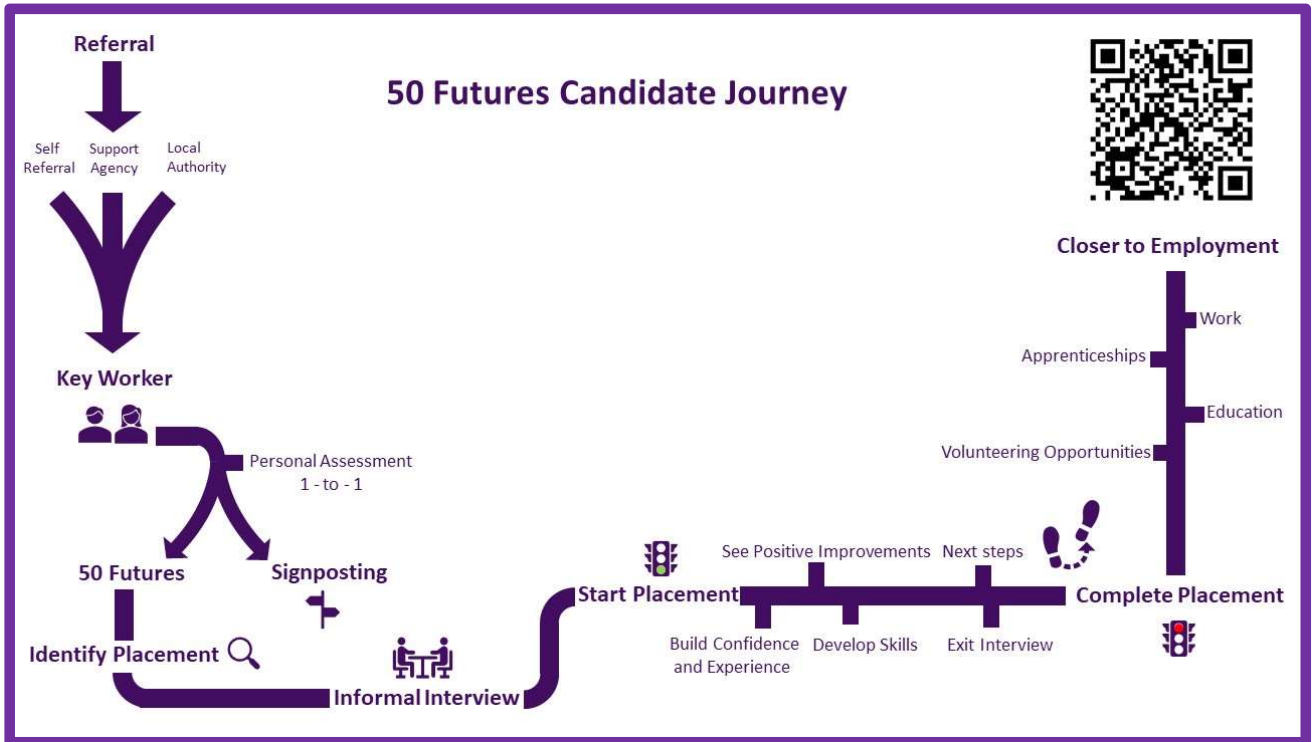 Referral
50 Futures Candidate Journey
Self
Referral
Support
Agency
Local
Authority
Closer to Employment
Work
Apprenticeships
Key Worker
Education
Volunteering Opportunities
Personal Assessment
1 - to - 1
50 Futures
Signposting
See Positive Improvements
Next steps
Start Placement
Complete Placement
Build Confidence
and Experience
Develop Skills
Exit Interview
Identify Placement
Informal Interview